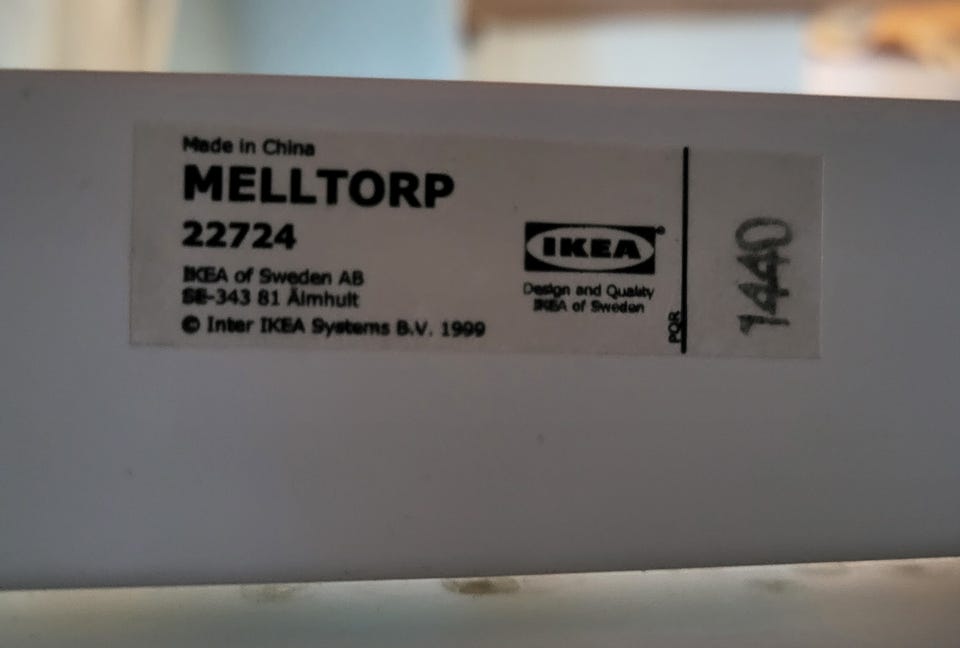 Made in China
MELLTORP
22724
IKEA of Sweden AB
SE-343 81 Älmhult
© Inter IKEA Systems B.V. 1999
IKEA®
Design and Quality
IKEA of Sweden
PQR
1440